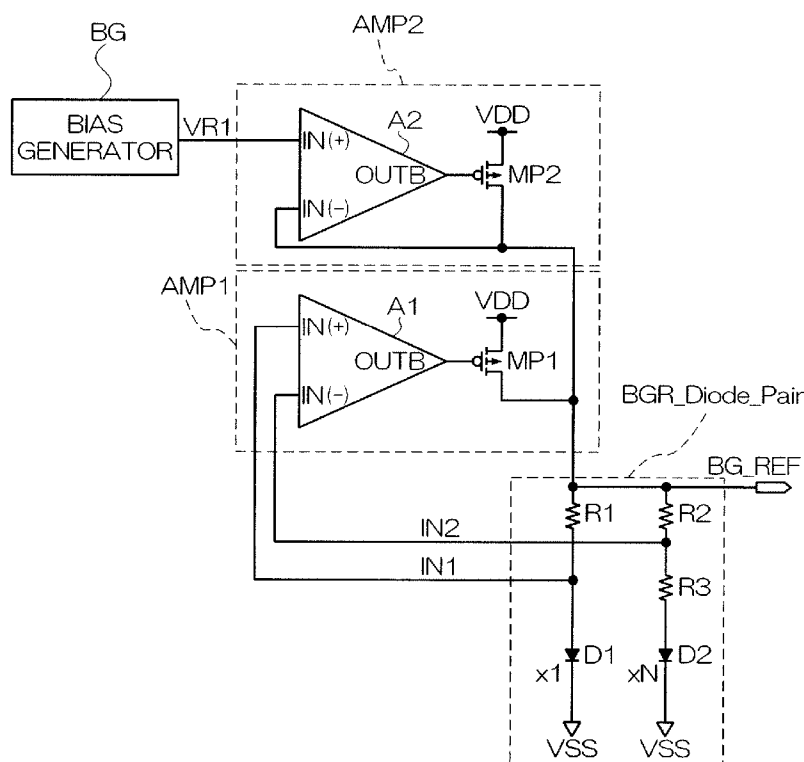 AMP2
BG
BIAS
GENERATOR
VR1
IN(+)
A2
OUTB
IN(-)
VDD
MP2
AMP1
IN(+)
A1
OUTB
IN(-)
VDD
MP1
BGR_Diode_Pair
BG_REF
R1
R2
IN2
IN1
R3
D1
x1
D2
xN
VSS
VSS